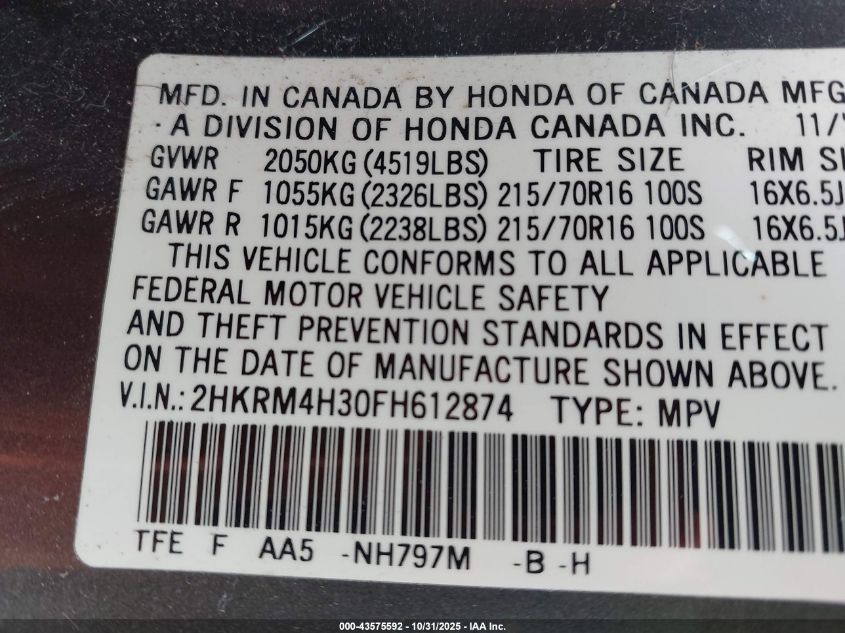 MFD. IN CANADA BY HONDA OF CANADA MFG
A DIVISION OF HONDA CANADA INC. 11/
GVWR 2050KG (4519LBS) TIRE SIZE RIM
GAWR F 1055KG (2326LBS) 215/70R16 100S 16X6.5J
GAWR R 1015KG (2238LBS) 215/70R16 100S 16X6.5J
THIS VEHICLE CONFORMS TO ALL APPLICABLE
FEDERAL MOTOR VEHICLE SAFETY
AND THEFT PREVENTION STANDARDS IN EFFECT
ON THE DATE OF MANUFACTURE SHOWN ABOVE.
V.I.N.: 2HKRM4H30FH612874 TYPE: MPV
TFE F AA5 -NH797M -B -H
000-43575592 - 10/31/2025 - IAA Inc.